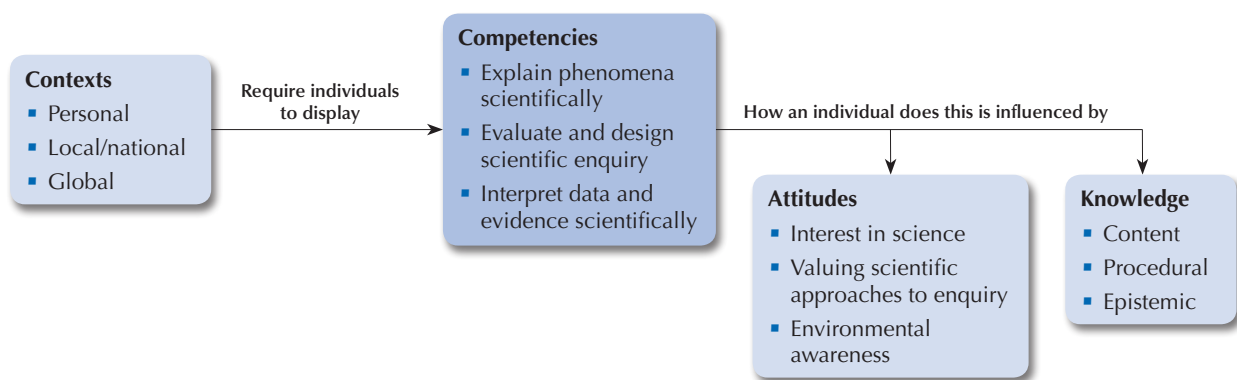 Contexts
Personal
Local/national
Global
Require individuals
to display
Competencies
Explain phenomena
scientifically
Evaluate and design
scientific enquiry
Interpret data and
evidence scientifically
How an individual does this is influenced by
Attitudes
Interest in science
Valuing scientific
approaches to enquiry
Environmental
awareness
Knowledge
Content
Procedural
Epistemic